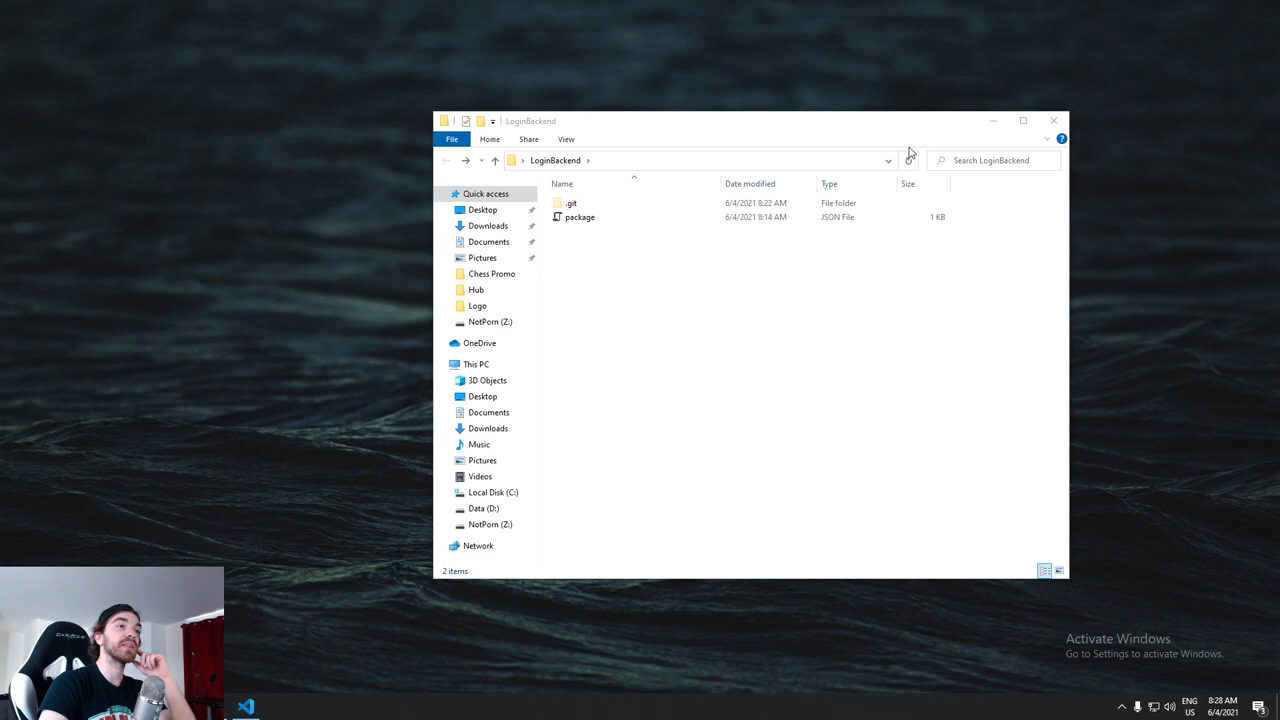 LoginBackend
File Home Share View
LoginBackend
Search LoginBackend
Name Date modified Type Size
.git 6/4/2021 8:22 AM File folder
package 6/4/2021 8:14 AM JSON File 1 KB
Quick access
Desktop
Downloads
Documents
Pictures
Chess Promo
Hub
Logo
NotPorn (Z:)
OneDrive
This PC
3D Objects
Desktop
Documents
Downloads
Music
Pictures
Videos
Local Disk (C:)
Data (D:)
NotPorn (Z:)
Network
2 items
DXRACER
Activate Windows
Go to Settings to activate Windows.
ENG
US
8:28 AM
6/4/2021